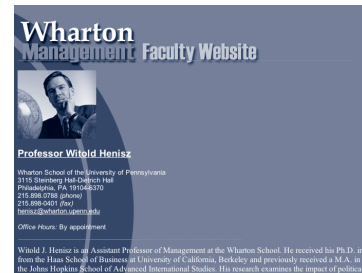 Wharton
Management Faculty Website
Professor Witold Henisz
Wharton School of the University of Pennsylvania
3115 Steinberg Hall-Dietrich Hall
Philadelphia, PA 19104-6370
215.898.0788 (phone)
215.898-0401 (fax)
henisz@wharton.upenn.edu
Office Hours: By appointment
Witold J. Henisz is an Assistant Professor of Management at the Wharton School. He received his Ph.D. in
from the Haas School of Business at University of California, Berkeley and previously received a M.A. in
the Johns Hopkins School of Advanced International Studies. His research examines the impact of politica